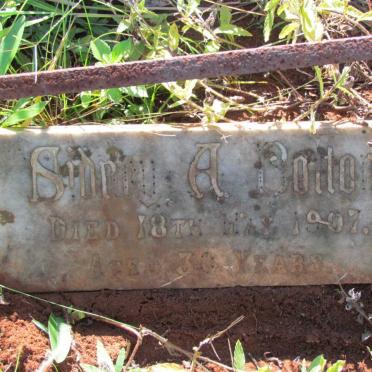 Sidney A
Died 18th May 1907.
Aged Years